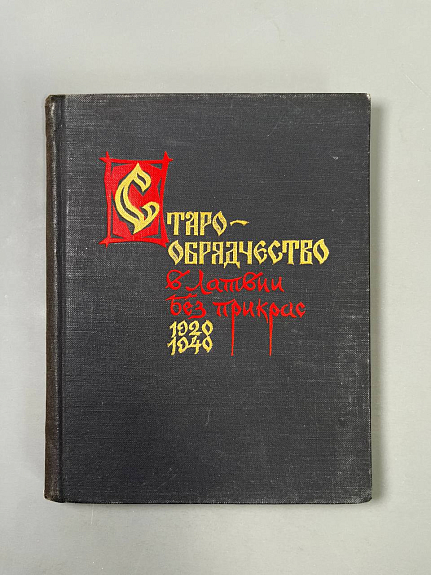 СТАРО-
ОБРЯДЧЕСТВО
в Латвии
без прикрас
1920
1940